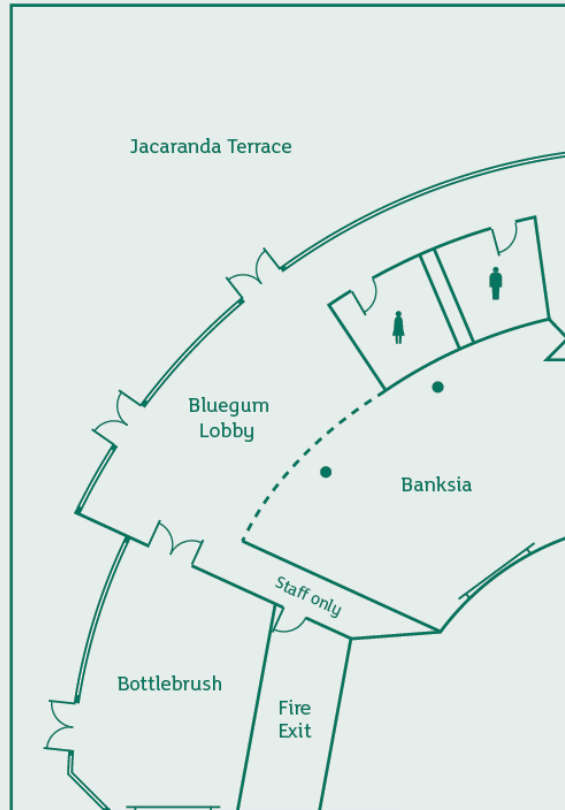 Jacaranda Terrace
Bluegum
Lobby
Banksia
Staff only
Bottlebrush
Fire
Exit